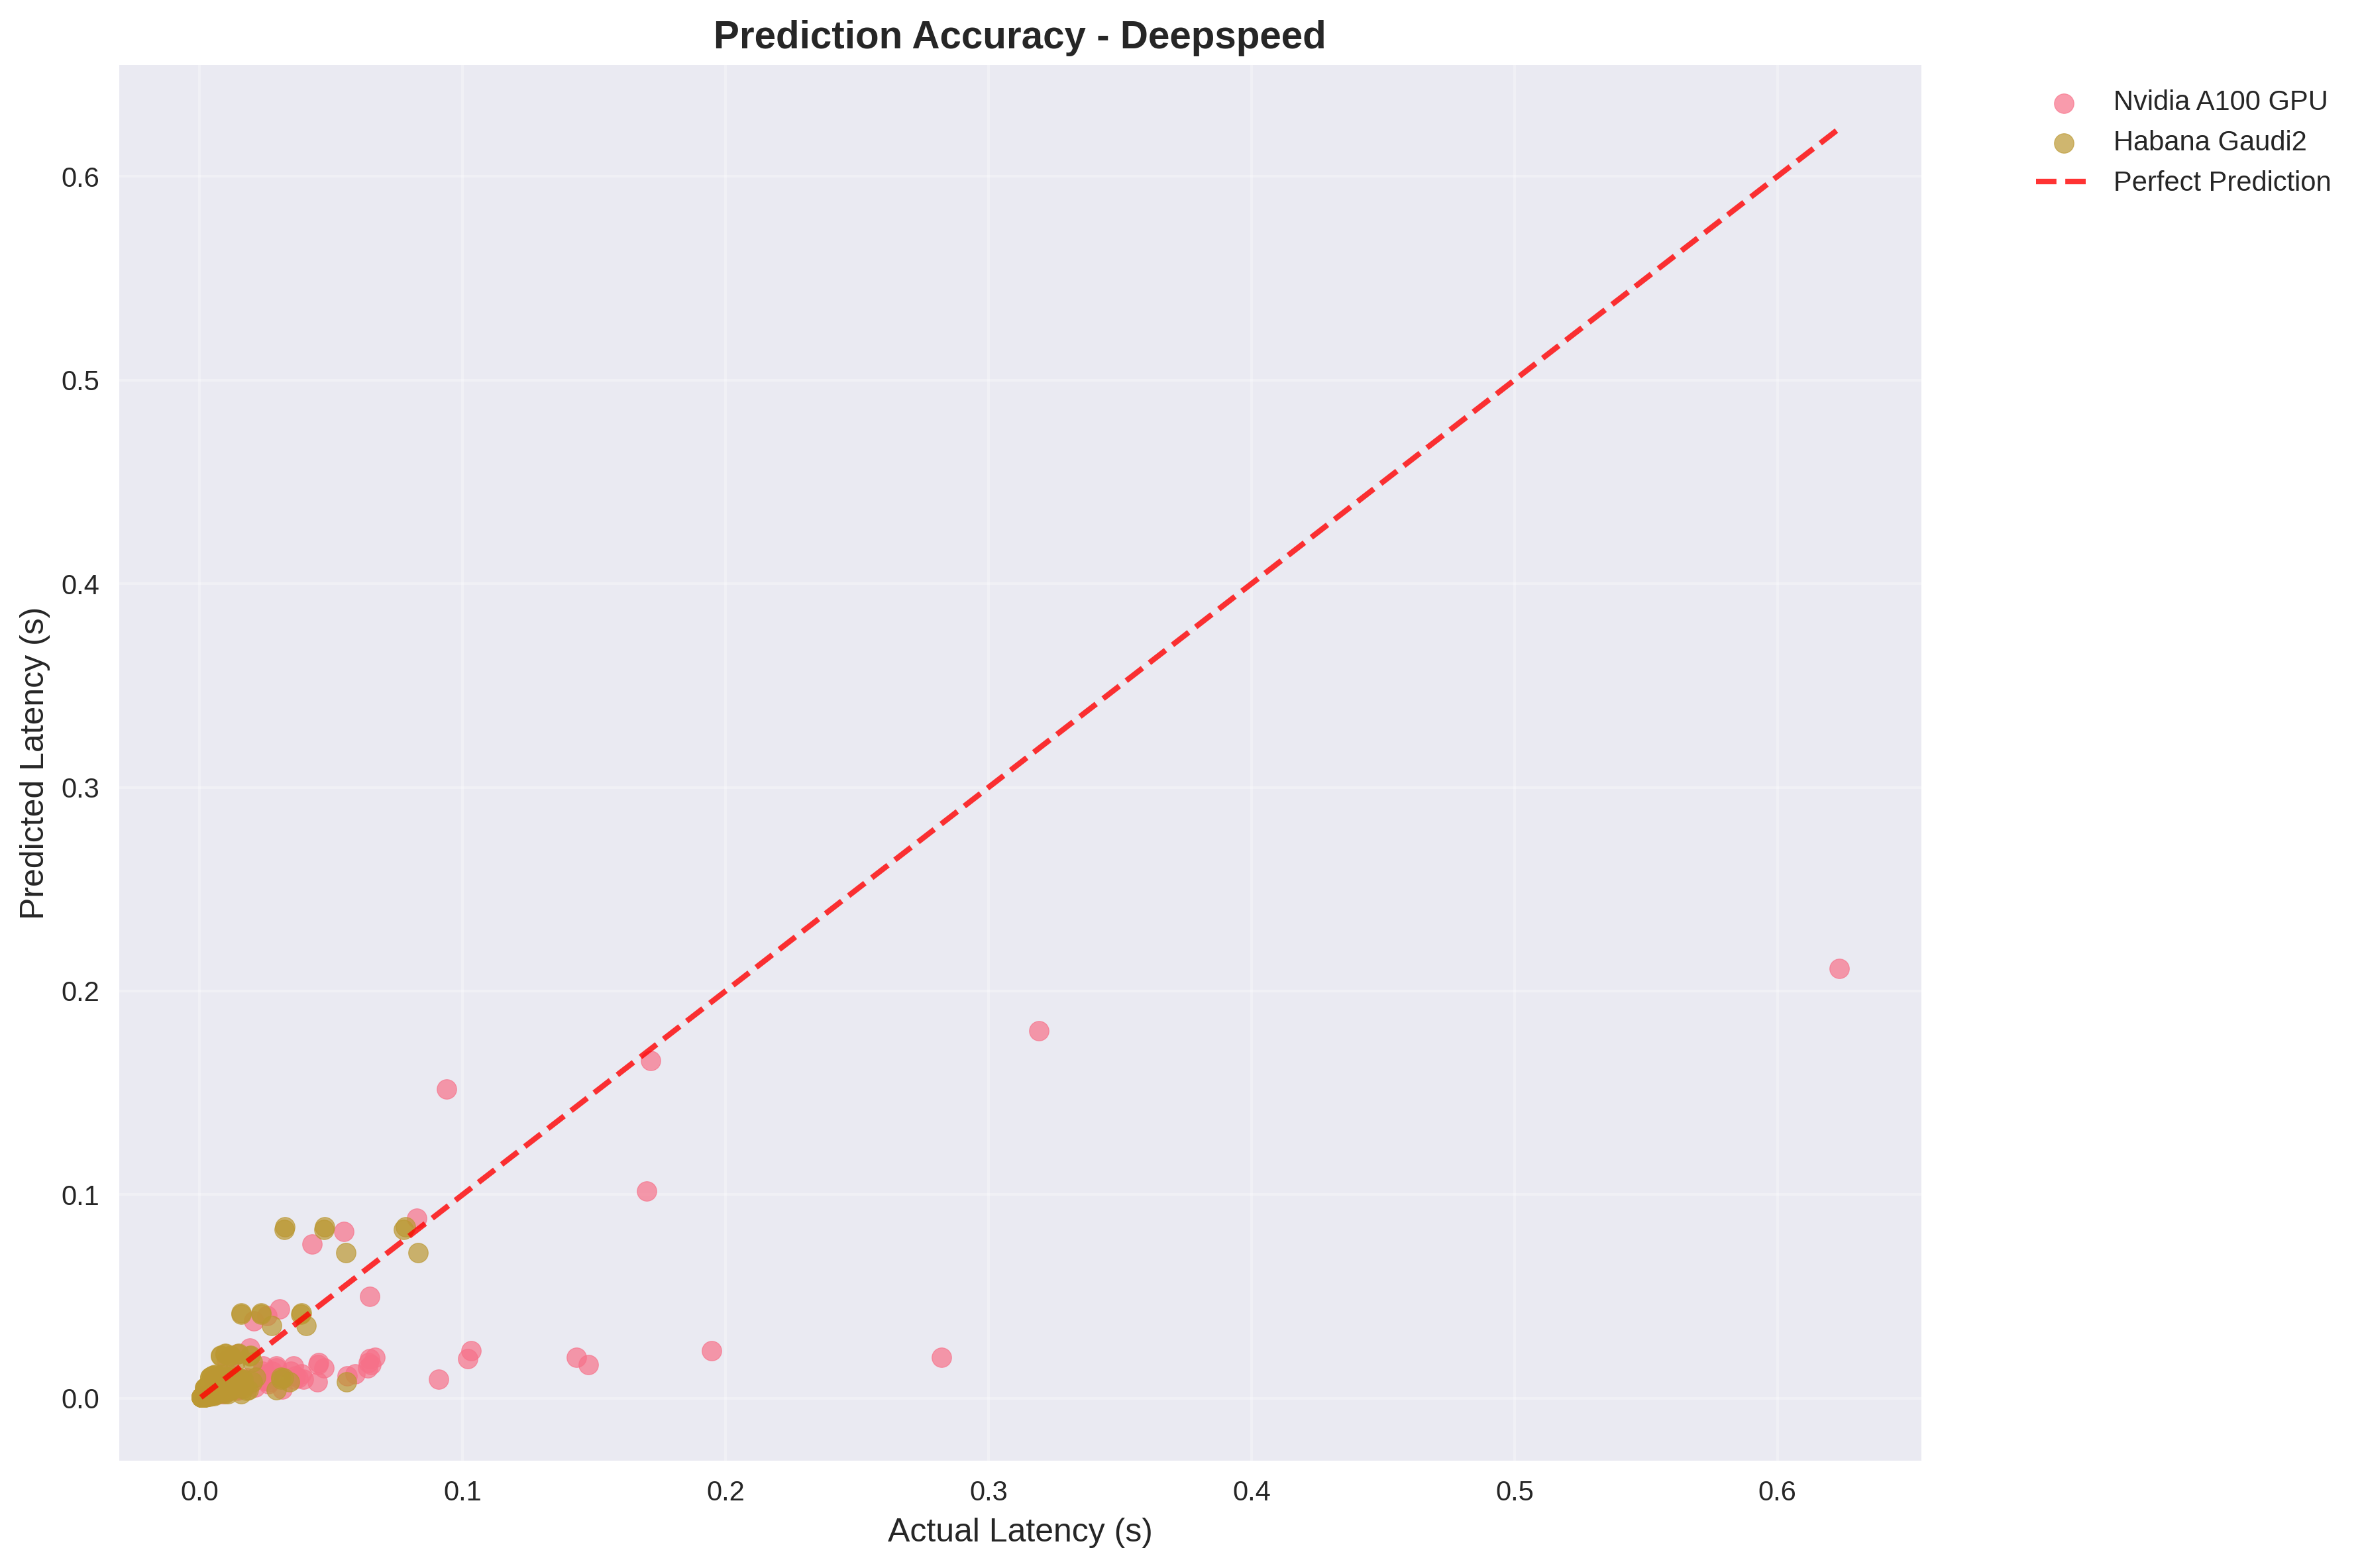 Prediction Accuracy - Deepspeed
Nvidia A100 GPU
Habana Gaudi2
Perfect Prediction
Predicted Latency (s)
0.6
0.5
0.4
0.3
0.2
0.1
0.0
0.0 0.1 0.2 0.3 0.4 0.5 0.6
Actual Latency (s)